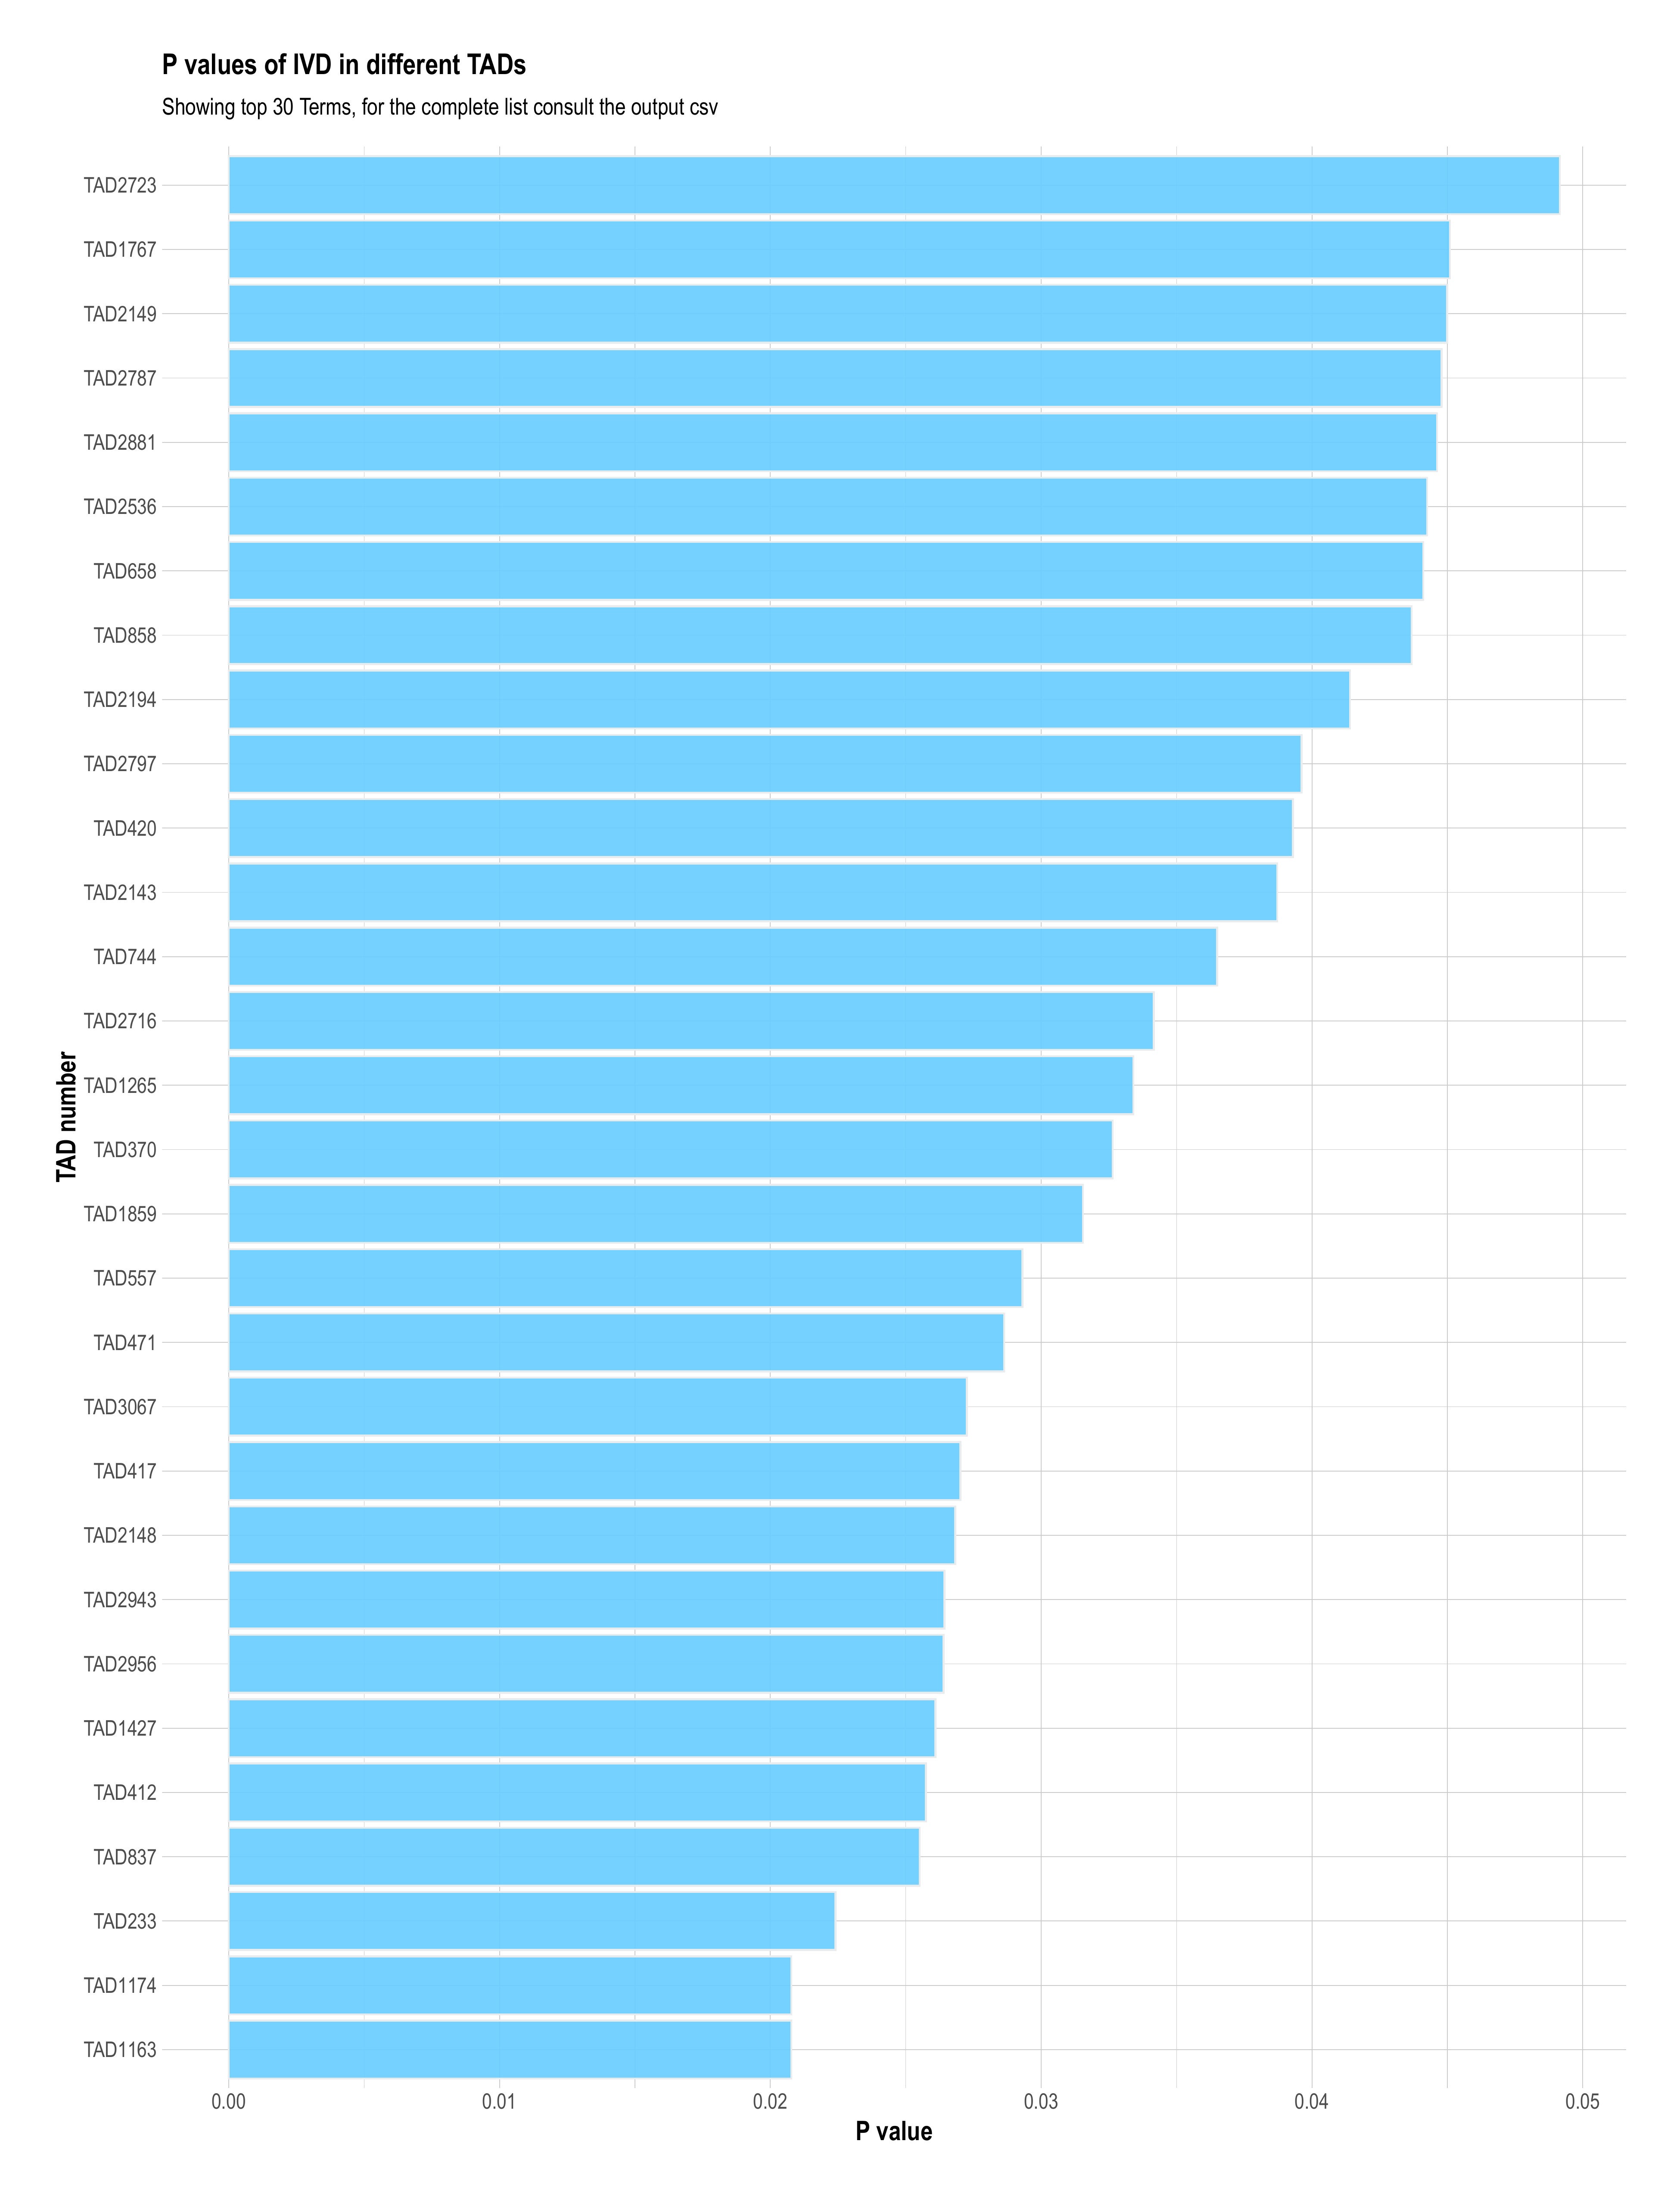 P values of IVD in different TADs
Showing top 30 Terms, for the complete list consult the output csv
TAD number
TAD2723
TAD1767
TAD2149
TAD2787
TAD2881
TAD2536
TAD658
TAD858
TAD2194
TAD2797
TAD420
TAD2143
TAD744
TAD2716
TAD1265
TAD370
TAD1859
TAD557
TAD471
TAD3067
TAD417
TAD2148
TAD2943
TAD2956
TAD1427
TAD412
TAD837
TAD233
TAD1174
TAD1163
0.00 0.01 0.02 0.03 0.04 0.05
P value